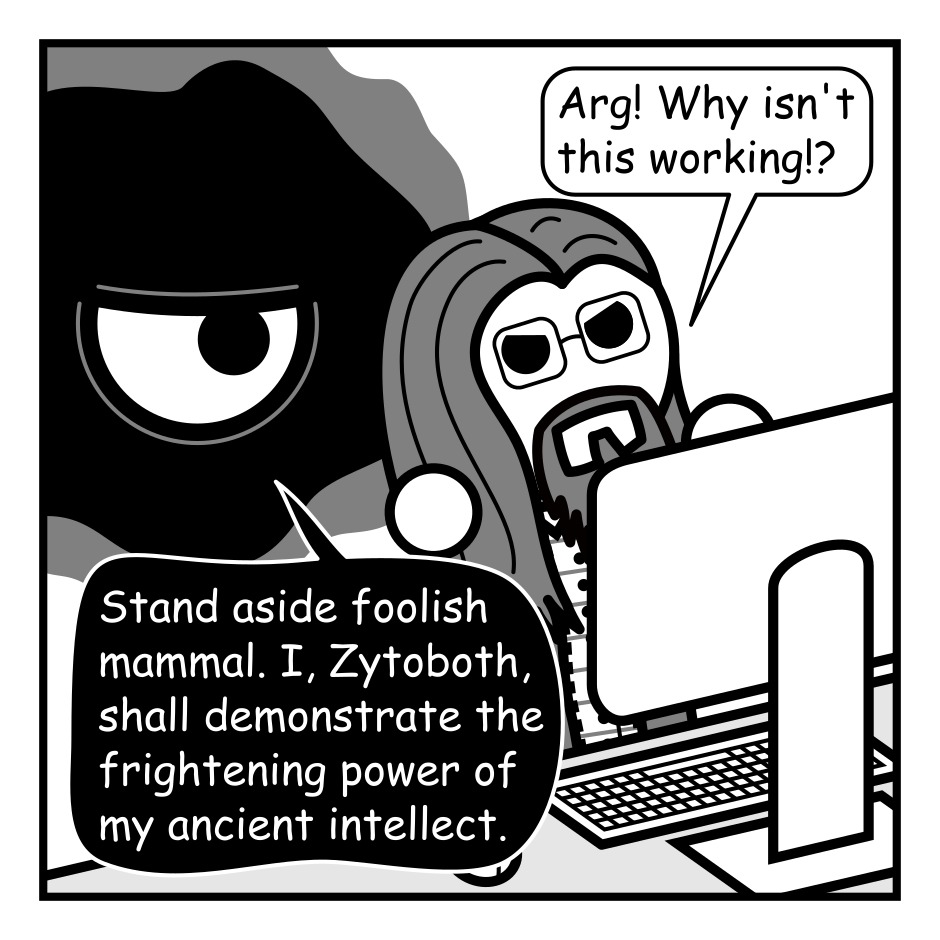 Arg! Why isn't
this working!?
Stand aside foolish
mammal. I, Zytoboth,
shall demonstrate the
frightening power of
my ancient intellect.